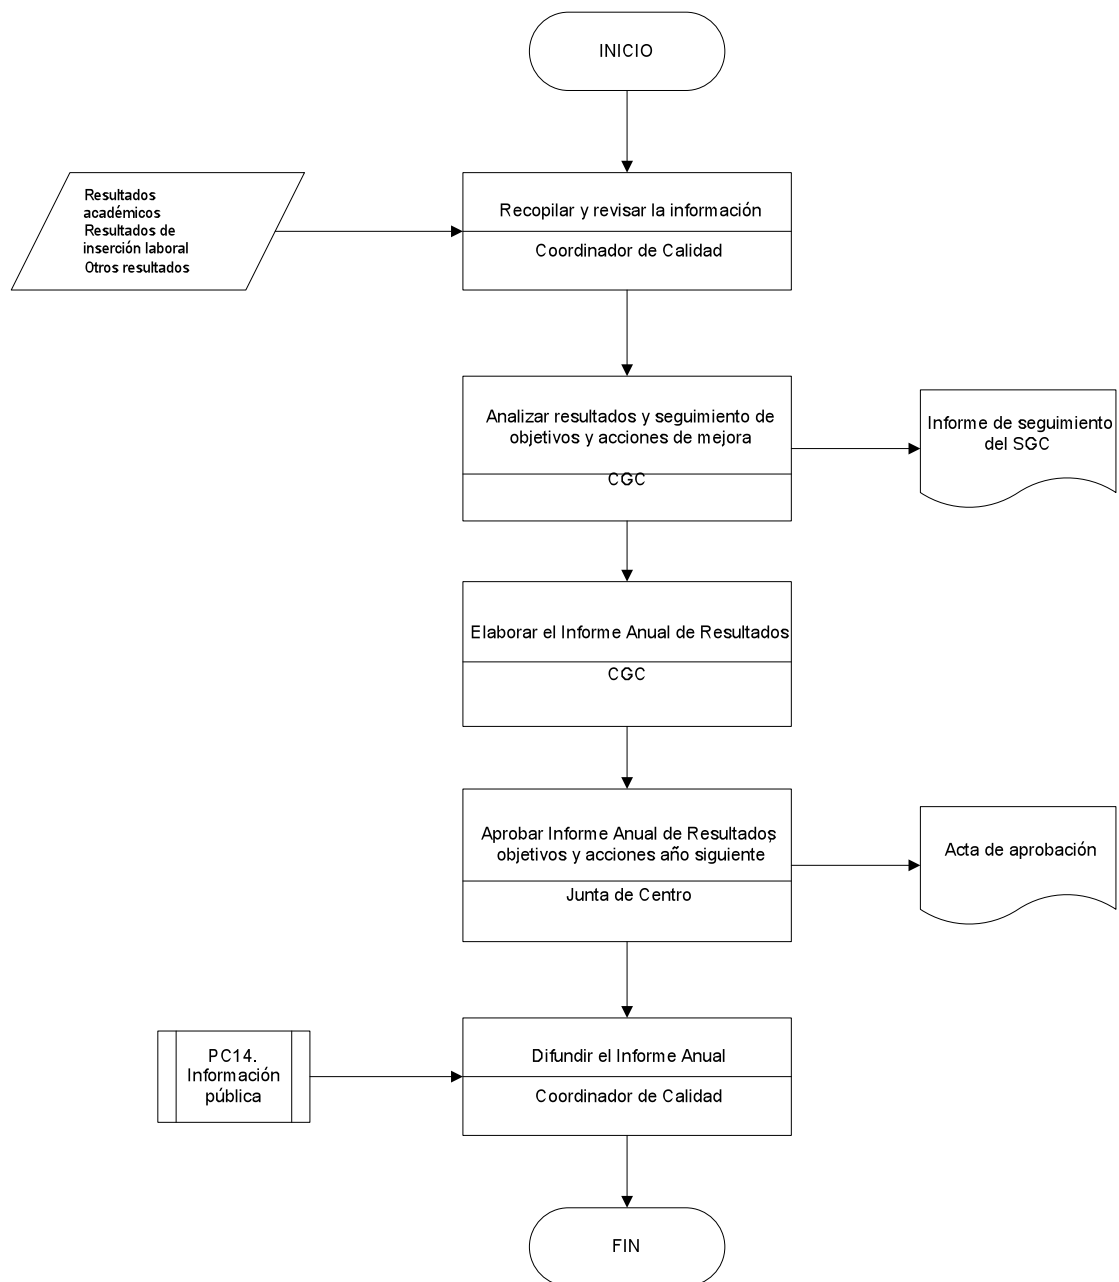 INICIO
Resultados
académicos
Resultados de
inserción laboral
Otros resultados
Recopilar y revisar la información
Coordinador de Calidad
Analizar resultados y seguimiento de
objetivos y acciones de mejora
CGC
Informe de seguimiento
del SGC
Elaborar el Informe Anual de Resultados
CGC
Aprobar Informe Anual de Resultados,
objetivos y acciones año siguiente
Junta de Centro
Acta de aprobación
PC14.
Información
pública
Difundir el Informe Anual
Coordinador de Calidad
FIN